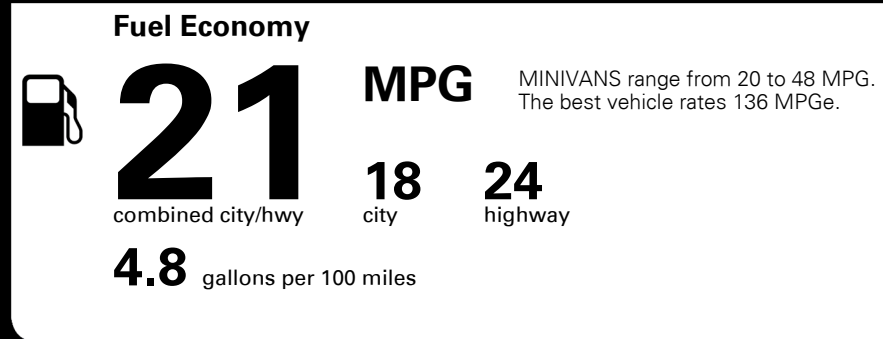 Fuel Economy
21 MPG
MINIVANS range from 20 to 48 MPG.
The best vehicle rates 136 MPGe.
combined city/hwy
18
city
24
highway
4.8 gallons per 100 miles